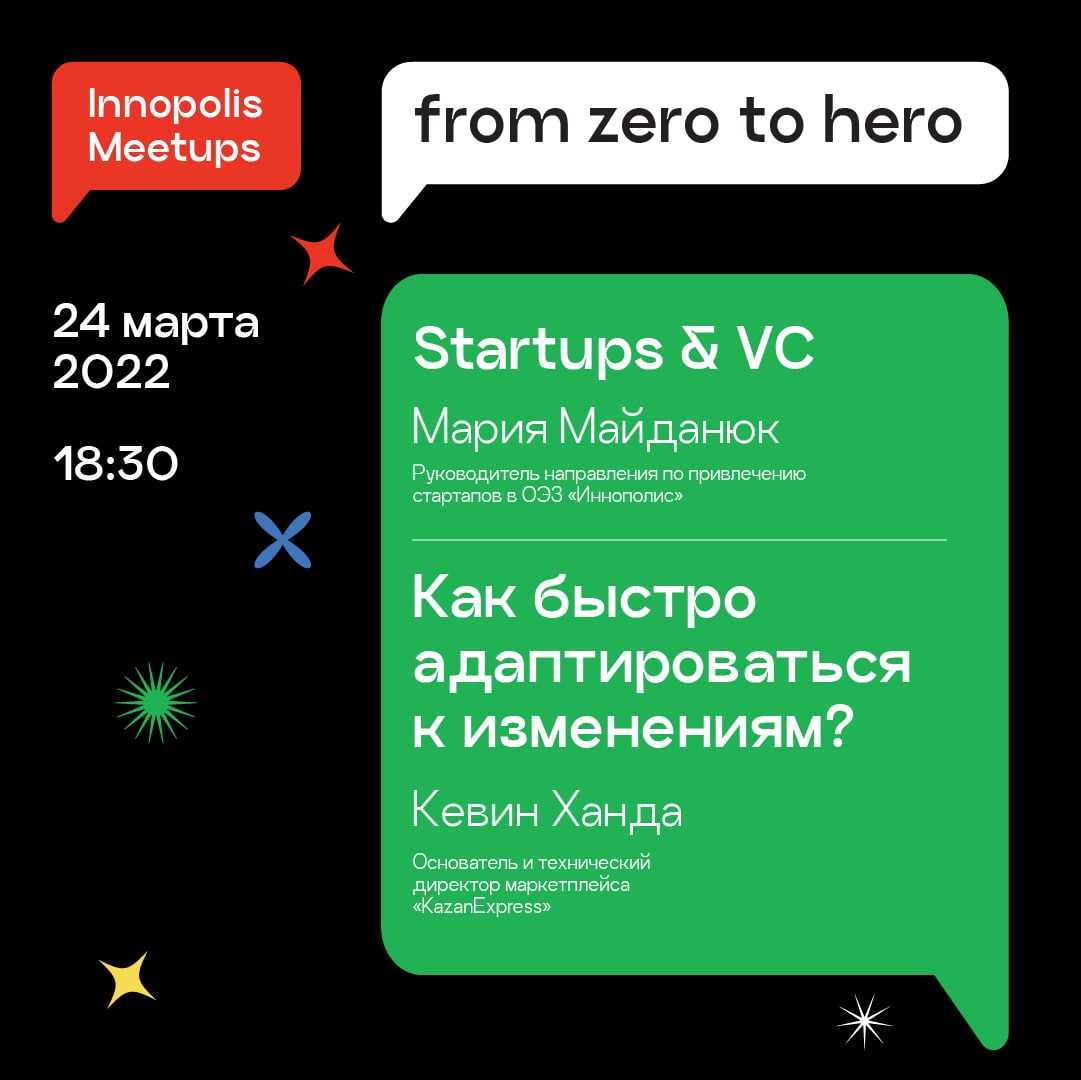 Innopolis
Meetups
from zero to hero
24 марта
2022
18:30
Startups & VC
Мария Майданюк
Руководитель направления по привлечению
стартапов в ОЭЗ «Иннополис»
Как быстро
адаптироваться
к изменениям?
Кевин Ханда
Основатель и технический
директор маркетплейса
«KazanExpress»